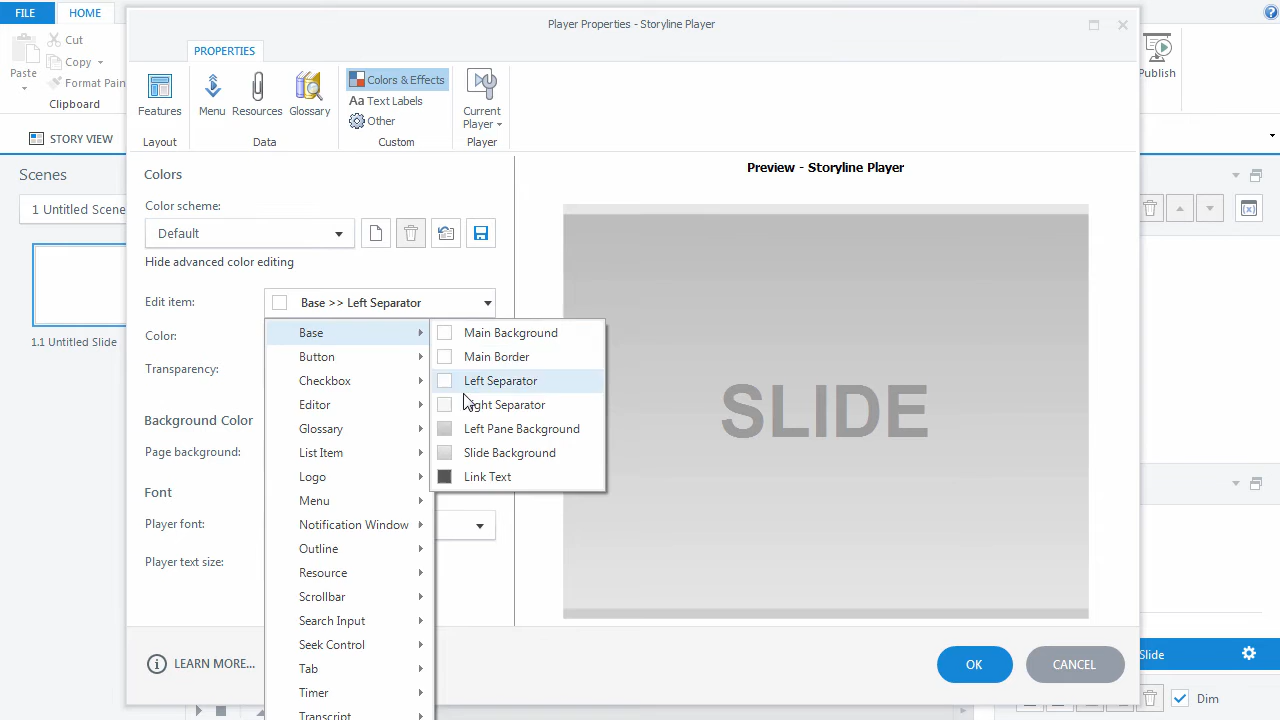 FILE
HOME
Player Properties - Storyline Player
Cut
Copy
Format Pain
Paste
Clipboard
PROPERTIES
Features
Menu
Resources
Glossary
Colors & Effects
Text Labels
Other
Current
Player
Layout
Data
Custom
Player
Publish
STORY VIEW
Scenes
1 Untitled Scene
1.1 Untitled Slide
Colors
Color scheme:
Default
Hide advanced color editing
Edit item:
Base >> Left Separator
Color:
Transparency:
Background Color
Page background:
Font
Player font:
Player text size:
Base
Button
Checkbox
Editor
Glossary
List Item
Logo
Menu
Notification Window
Outline
Resource
Scrollbar
Search Input
Seek Control
Tab
Timer
Transcript
Main Background
Main Border
Left Separator
Right Separator
Left Pane Background
Slide Background
Link Text
Preview - Storyline Player
SLIDE
LEARN MORE...
OK
CANCEL
Slide
Dim